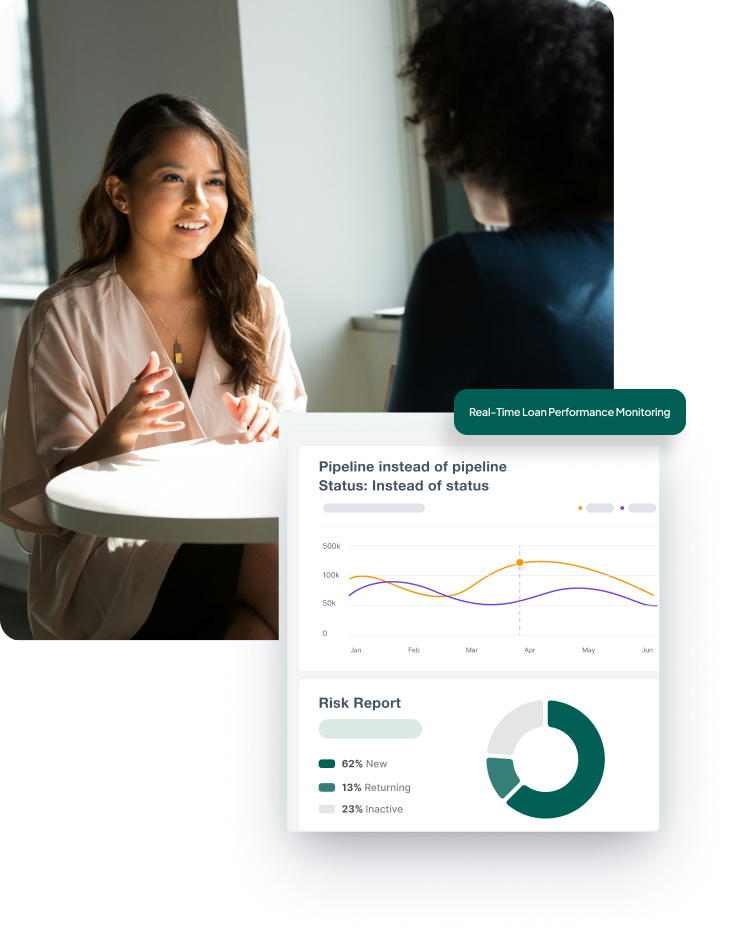 Real-Time Loan Performance Monitoring
Pipeline instead of pipeline
Status: Instead of status
500k
100k
50k
0
Jan Feb Mar Apr May Jun
Risk Report
62% New
13% Returning
23% Inactive